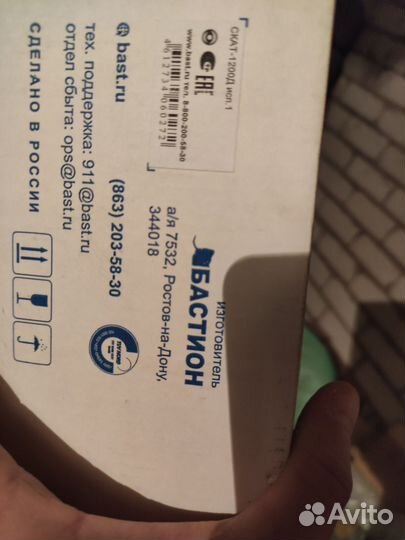 СКАТ-1200Д исп.1
EAC
www.bast.ru тел. 8-800-200-58-30
4612734060272
ИЗГОТОВИТЕЛЬ
БАСТИОН
а/я 7532, Ростов-на-Дону,
344018
(863) 203-58-30
bast.ru
тех. поддержка: 911@bast.ru
отдел сбыта: ops@bast.ru
СДЕЛАНО В РОССИИ
Avito